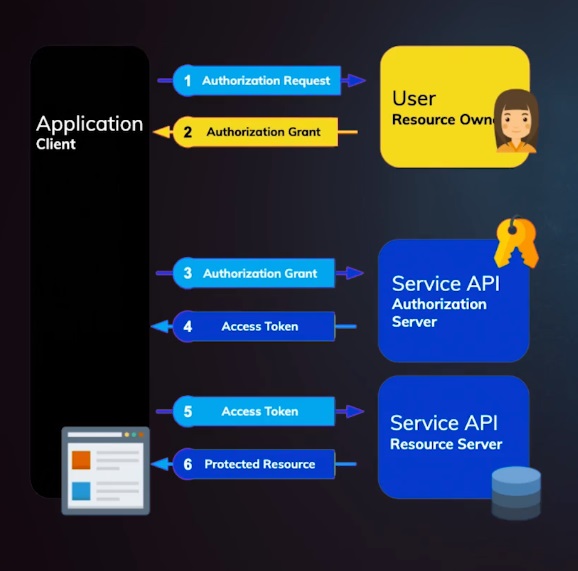 Application
Client
1 Authorization Request
2 Authorization Grant
User
Resource Own
3 Authorization Grant
4 Access Token
Service API
Authorization
Server
5 Access Token
6 Protected Resource
Service API
Resource Server